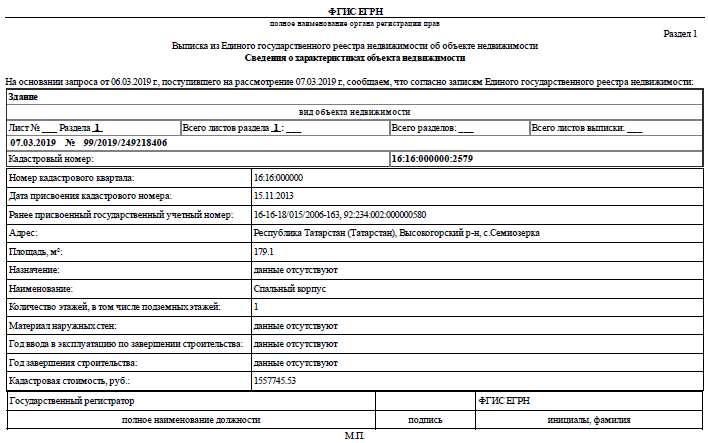 ФГИС ЕГРН
полное наименование органа регистрации прав
Раздел 1
Выписка из Единого государственного реестра недвижимости об объекте недвижимости
Сведения о характеристиках объекта недвижимости
На основании запроса от 06.03.2019 г., поступившего на рассмотрение 07.03.2019 г., сообщаем, что согласно записям Единого государственного реестра недвижимости:
Здание
вид объекта недвижимости
Лист № ___ Раздела 1 Всего листов раздела 1 : ___ Всего разделов: ___ Всего листов выписки: ___
07.03.2019 № 99/2019/249218406
Кадастровый номер: 16:16:000000:2579
Номер кадастрового квартала: 16:16:000000
Дата присвоения кадастрового номера: 15.11.2013
Ранее присвоенный государственный учетный номер: 16-16-18/015/2006-163, 92:234:002:000000580
Адрес: Республика Татарстан (Татарстан), Высокогорский р-н, с.Семиозерка
Площадь, м²: 179.1
Назначение: данные отсутствуют
Наименование: Спальный корпус
Количество этажей, в том числе подземных этажей: 1
Материал наружных стен: данные отсутствуют
Год ввода в эксплуатацию по завершении строительства: данные отсутствуют
Год завершения строительства: данные отсутствуют
Кадастровая стоимость, руб.: 1557745.53
Государственный регистратор ФГИС ЕГРН
полное наименование должности подпись инициалы, фамилия
М.П.